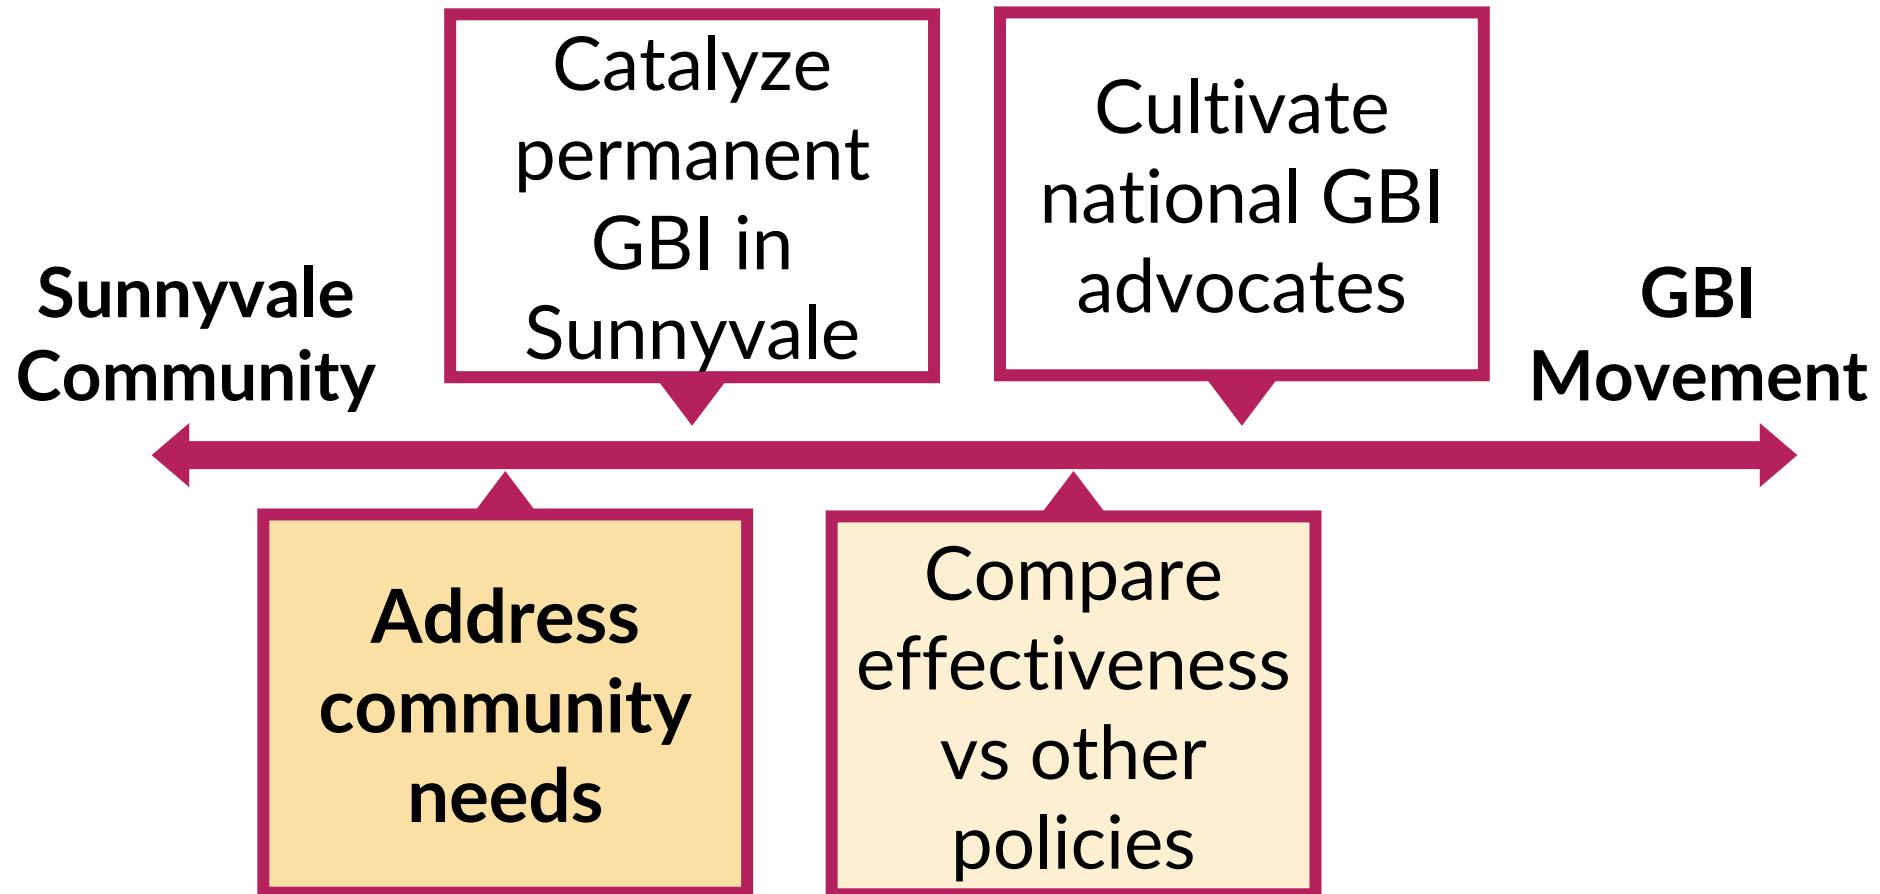 Catalyze
permanent
GBI in
Sunnyvale
Cultivate
national GBI
advocates
Sunnyvale
Community
GBI
Movement
Address
community
needs
Compare
effectiveness
vs other
policies